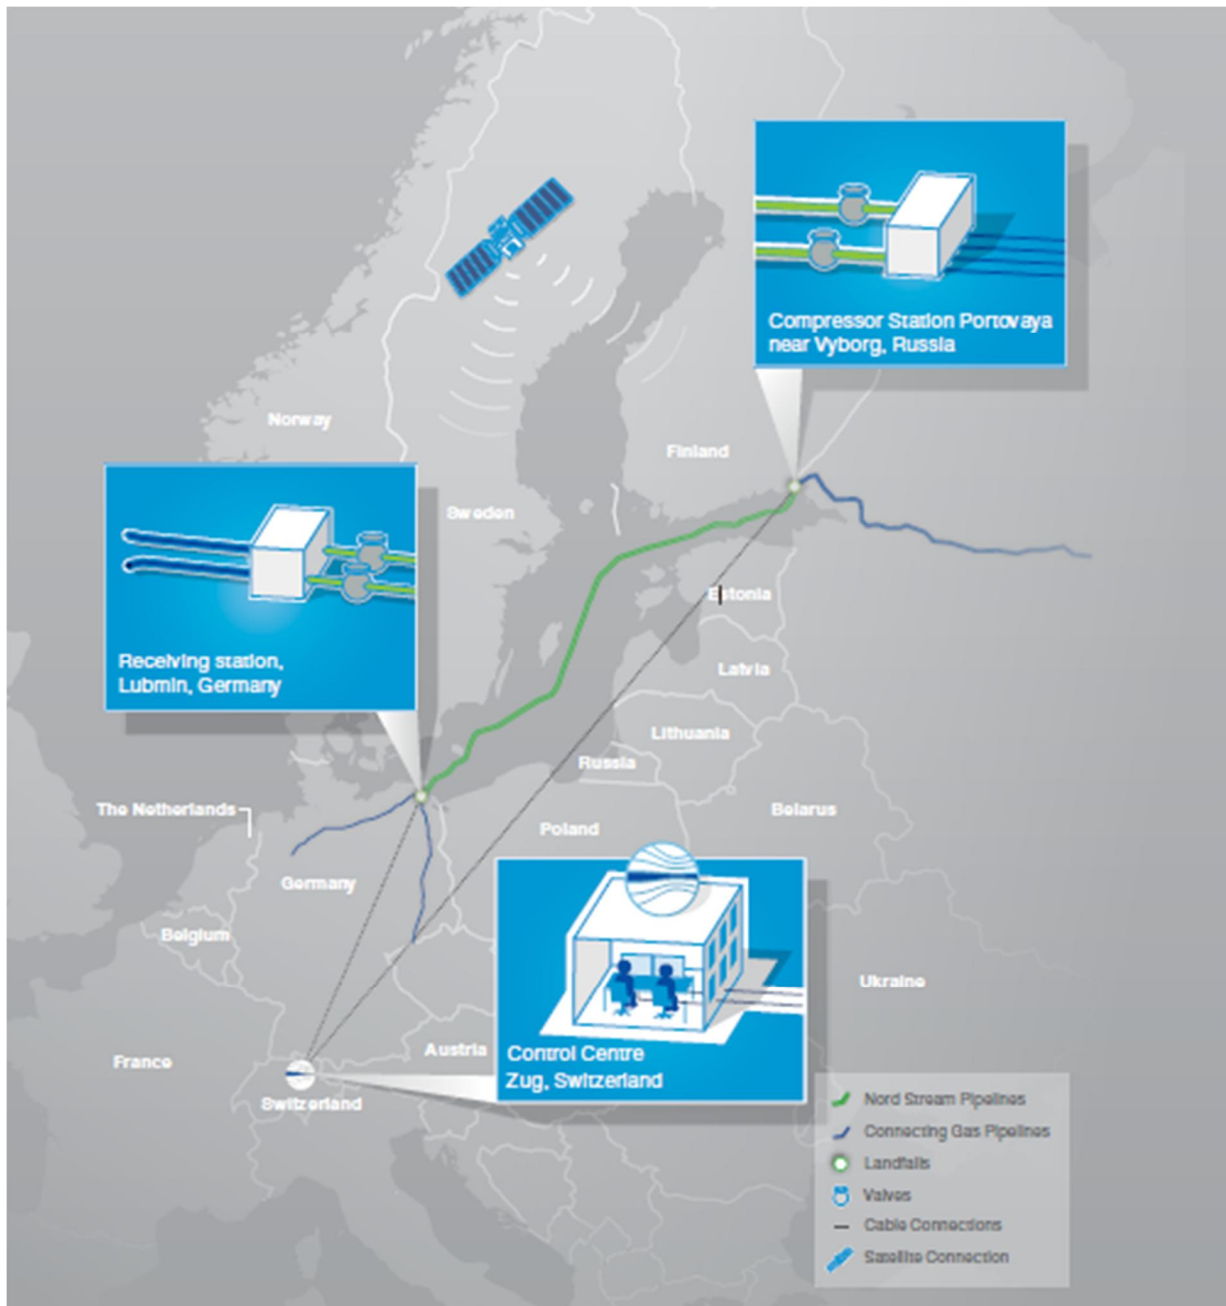 Compressor Station Portovaya
near Vyborg, Russia
Norway
Finland
Sweden
Estonia
Receiving station,
Lubmin, Germany
Latvia
Lithuania
Russia
The Netherlands
Belarus
Poland
Germany
Belgium
Ukraine
France
Austria
Control Centre
Zug, Switzerland
Switzerland
Nord Stream Pipelines
Connecting Gas Pipelines
Landfalls
Valves
Cable Connections
Satellite Connection